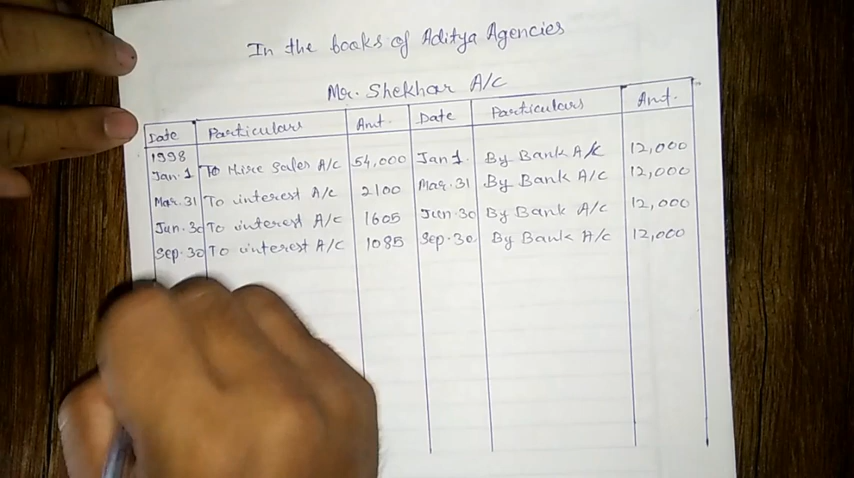 In the books of Aditya Agencies
Mr. Shekhar A/C
Date Particulars Amt. Date Particulars Amt.
1998
Jan. 1 To Hire Sales A/C 54,000 Jan 1. By Bank A/c 12,000
Mar. 31 To interest A/C 2100 Mar. 31 By Bank A/C 12,000
Jun. 30 To interest A/C 1605 Jun. 30 By Bank A/c 12,000
Sep. 30 To interest A/C 1085 Sep. 30. By Bank A/c 12,000